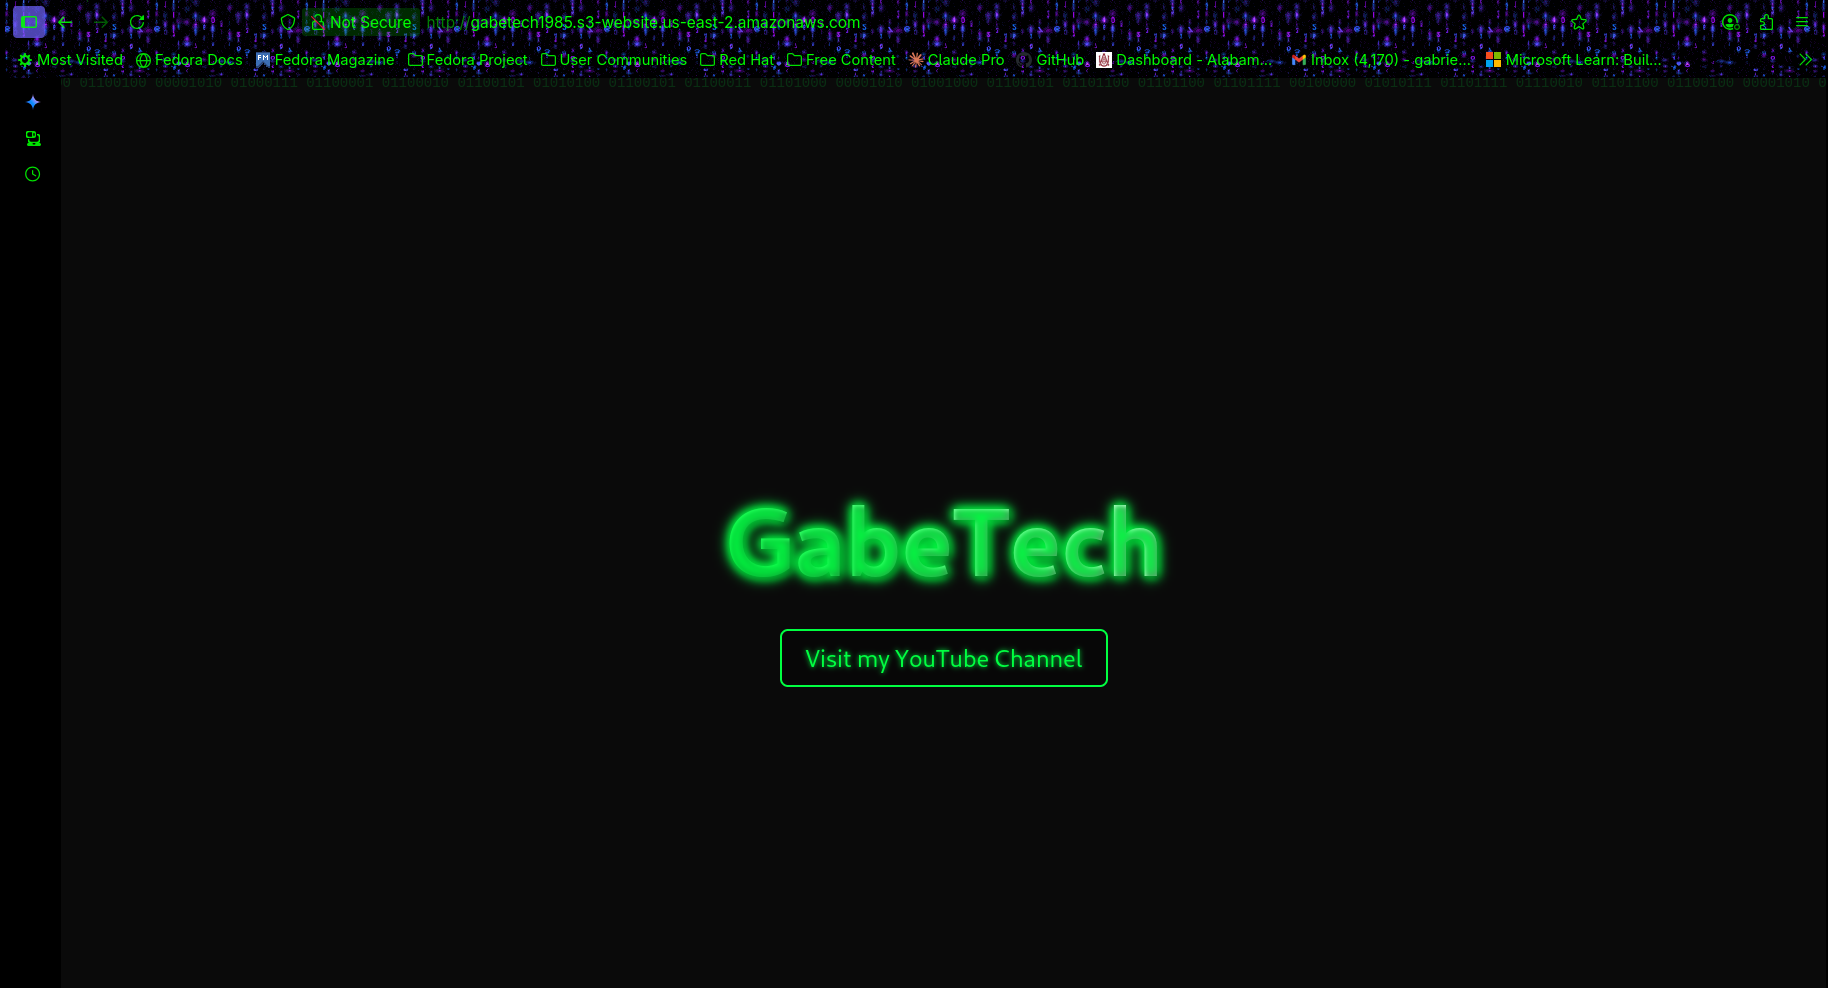 Not Secure http://gabetech1985.s3-website.us-east-2.amazonaws.com
Most Visited Fedora Docs FM Fedora Magazine Fedora Project User Communities Red Hat Free Content Claude Pro GitHub Dashboard - Alabam... Inbox (4,170) - gabrie... Microsoft Learn: Buil...
01100100 00001010 01000111 01100001 01100010 01100101 01010100 01100101 01100011 01101000 00001010 01001000 01100101 01101100 01101100 01101111 00100000 01010111 01101111 01110010 01101100 01100100 00001010
GabeTech
Visit my YouTube Channel